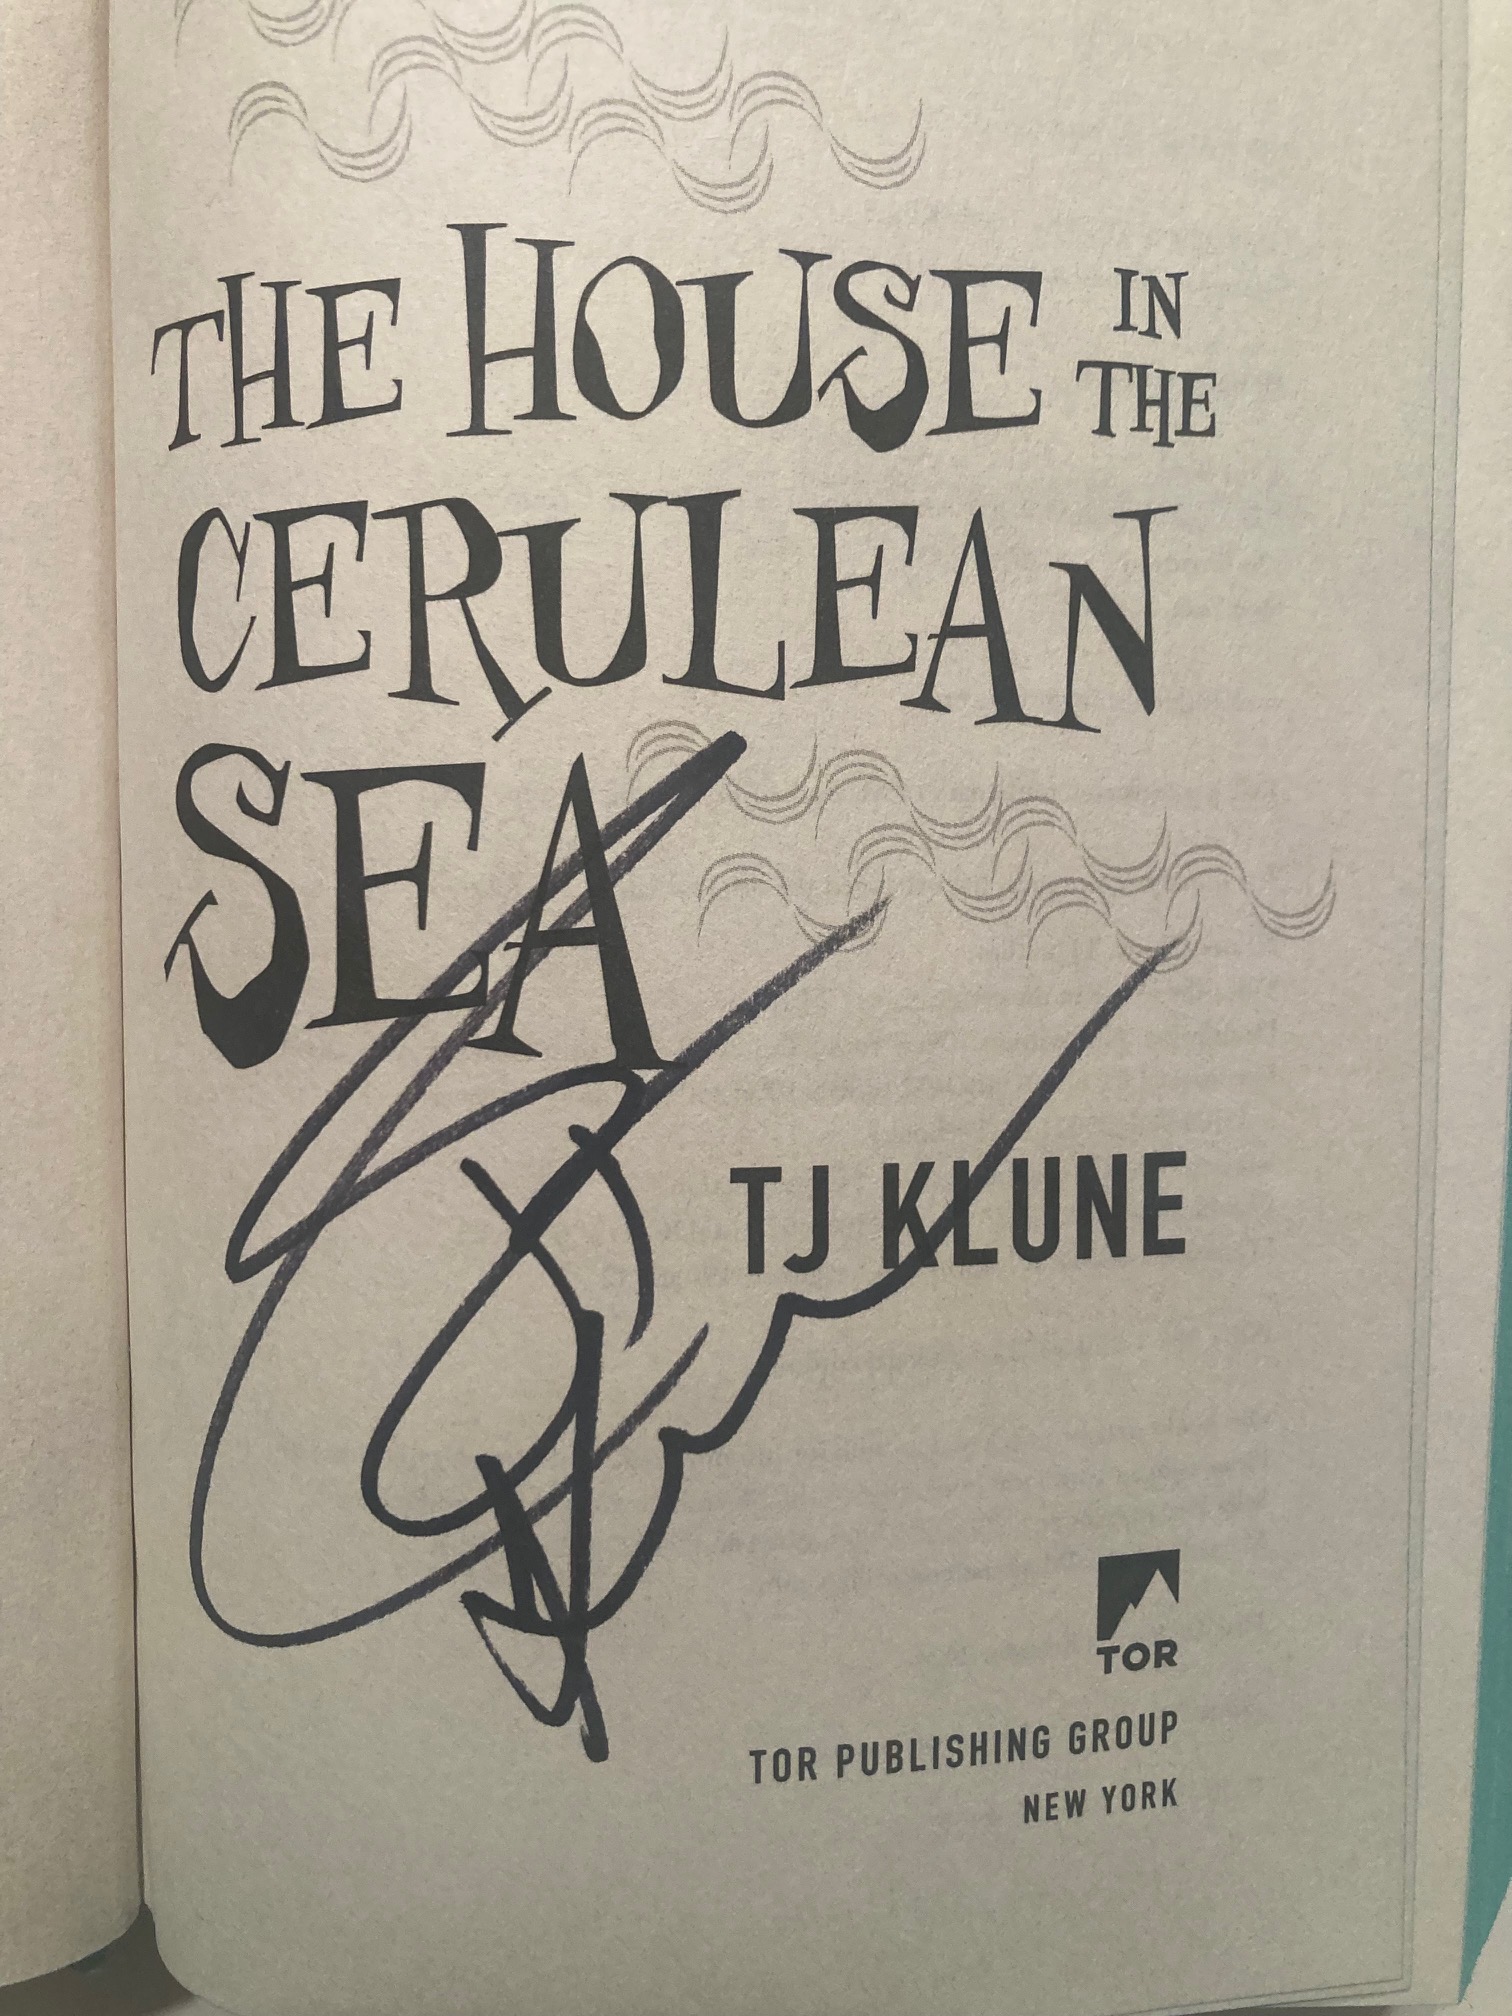 THE HOUSE IN THE
CERULEAN
SEA
TJ KLUNE
TOR
TOR PUBLISHING GROUP
NEW YORK